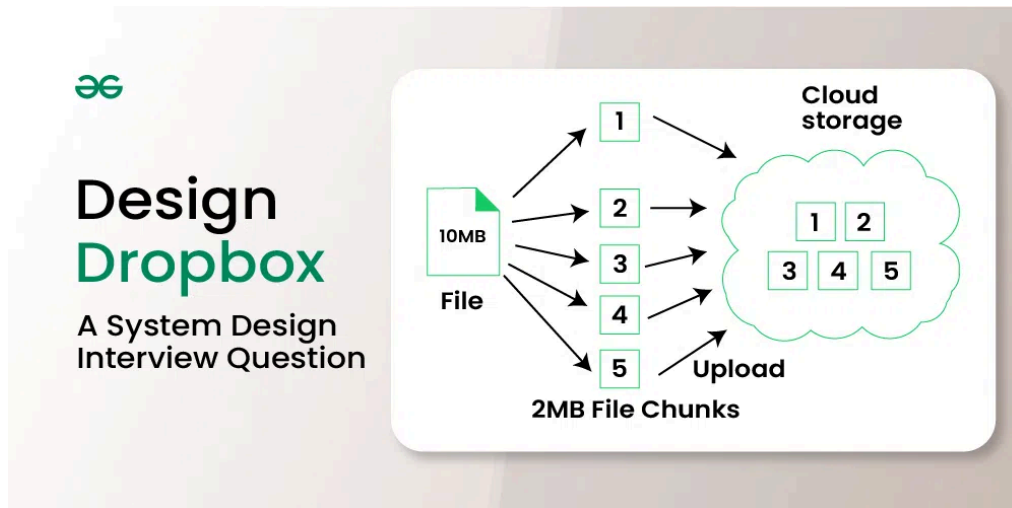 Design
Dropbox
A System Design
Interview Question
10MB
File
1
2
3
4
5
2MB File Chunks
Upload
Cloud
storage
1 2
3 4 5